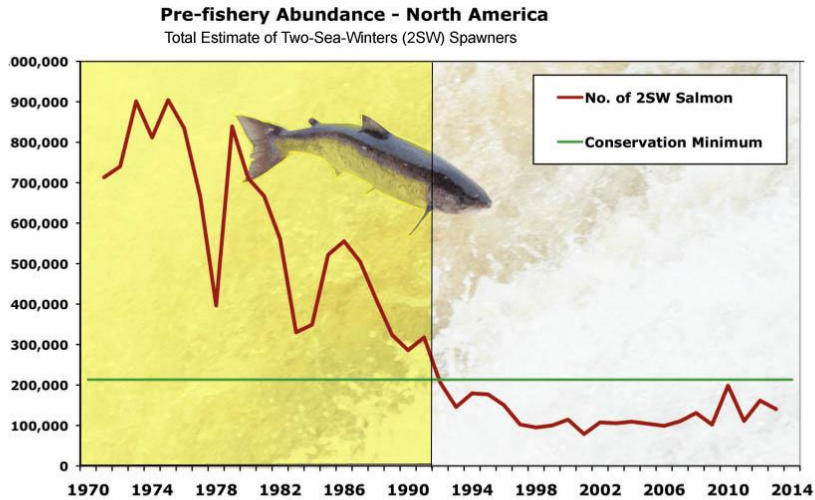 Pre-fishery Abundance - North America
Total Estimate of Two-Sea-Winters (2SW) Spawners
.000,000
900,000
800,000
700,000
600,000
500,000
400,000
300,000
200,000
100,000
0
No. of 2SW Salmon
Conservation Minimum
1970 1974 1978 1982 1986 1990 1994 1998 2002 2006 2010 2014